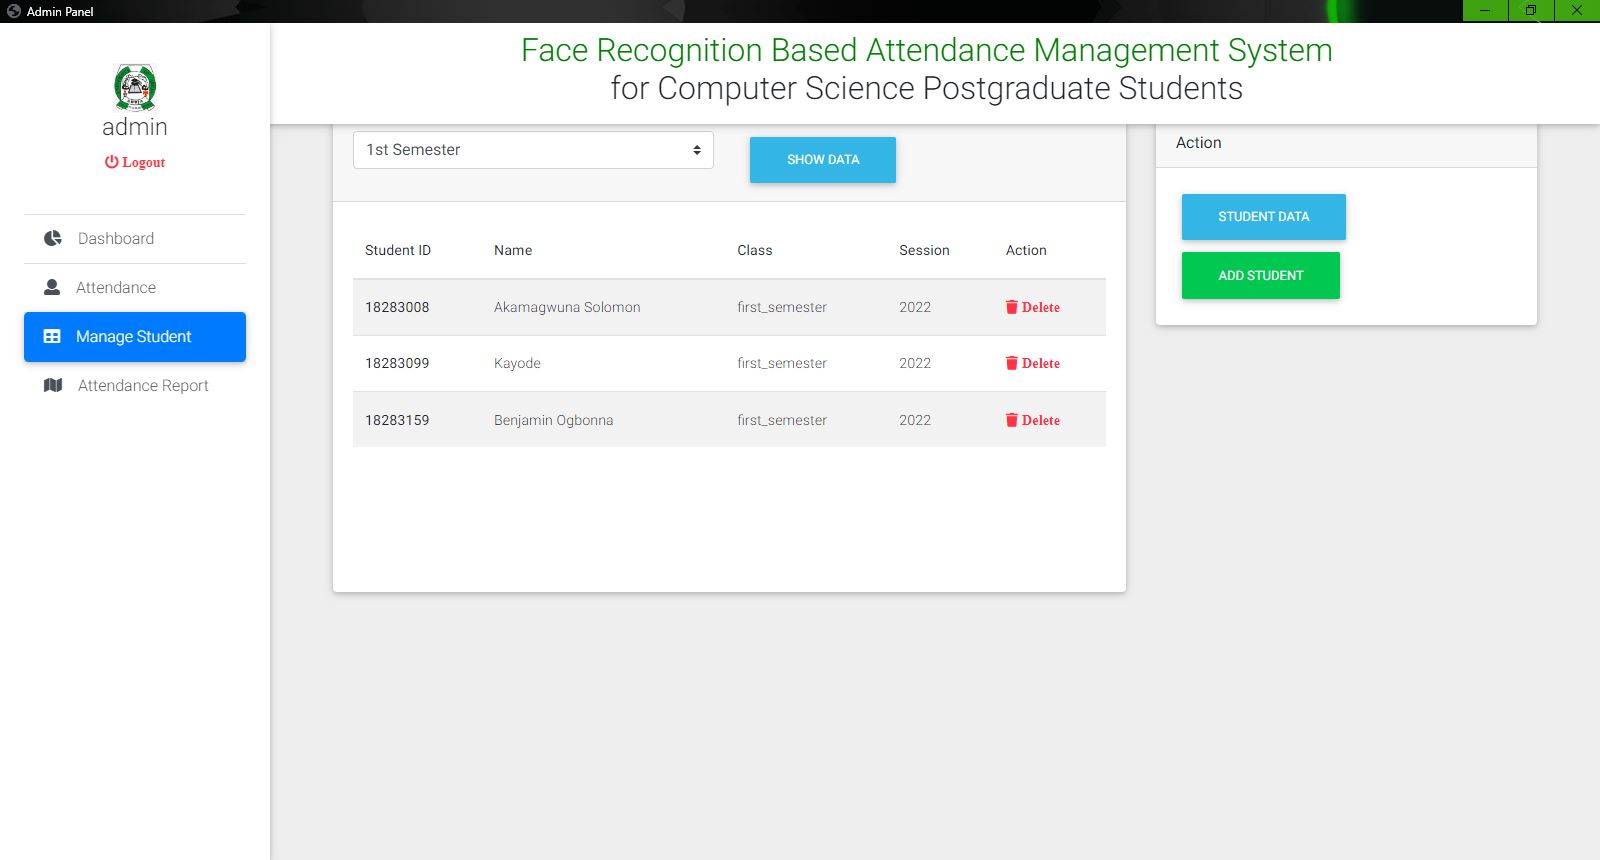 Admin Panel
Face Recognition Based Attendance Management System
for Computer Science Postgraduate Students
admin
Logout
Dashboard
Attendance
Manage Student
Attendance Report
1st Semester
SHOW DATA
Student ID Name Class Session Action
18283008 Akamagwuna Solomon first_semester 2022 Delete
18283099 Kayode first_semester 2022 Delete
18283159 Benjamin Ogbonna first_semester 2022 Delete
Action
STUDENT DATA
ADD STUDENT